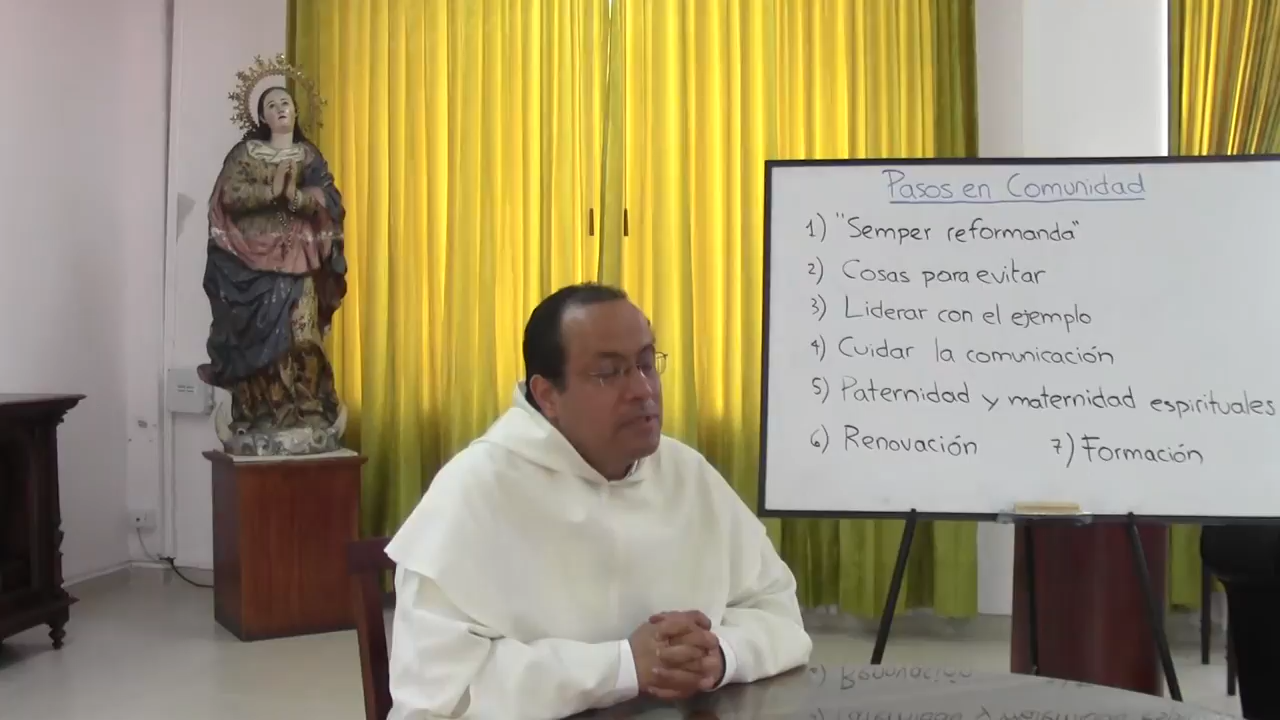 Pasos en Comunidad
1) "Semper reformanda"
2) Cosas para evitar
3) Liderar con el ejemplo
4) Cuidar la comunicación
5) Paternidad y maternidad espirituales
6) Renovación 7) Formación